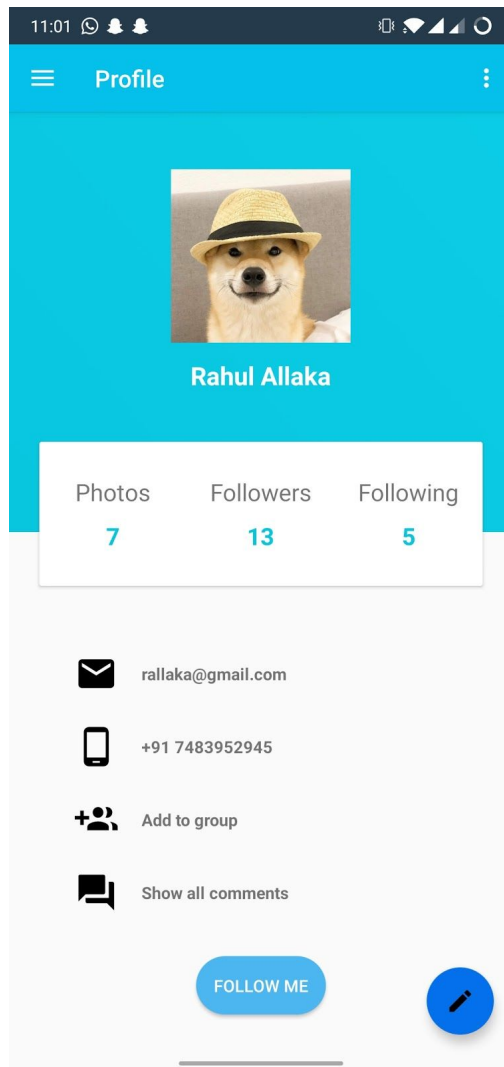 11:01
Profile
Rahul Allaka
Photos Followers Following
7 13 5
rallaka@gmail.com
+91 7483952945
Add to group
Show all comments
FOLLOW ME